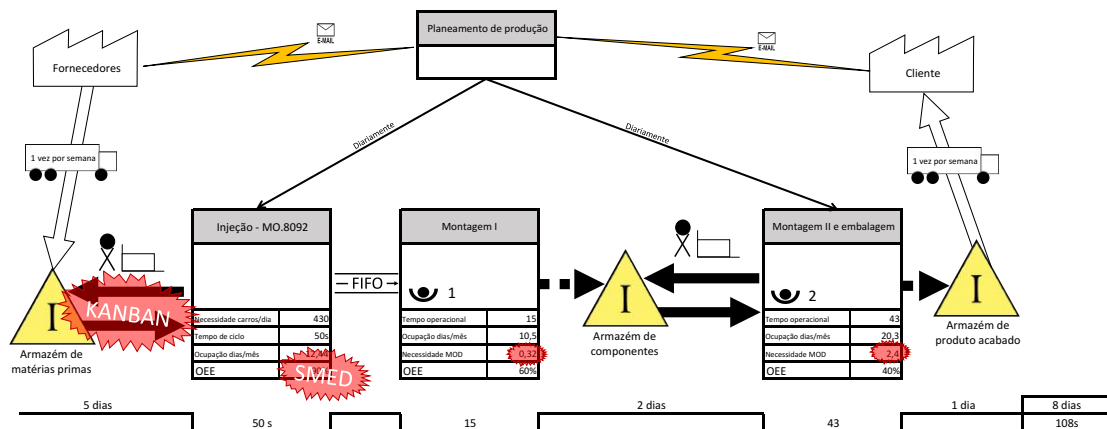 Planeamento de produção
E-MAIL
E-MAIL
Fornecedores
Cliente
Diariamente
Diariamente
1 vez por semana
1 vez por semana
Injeção - MO.8092
Montagem I
Montagem II e embalagem
I
KANBAN
FIFO
1
I
2
I
Armazém de
matérias primas
Armazém de
componentes
Armazém de
produto acabado
Necessidade carros/dia 430
Tempo de ciclo 50s
Ocupação dias/mês
OEE
SMED
Tempo operacional 15
Ocupação dias/mês 10,5
Necessidade MOD 0,32
OEE 60%
Tempo operacional 43
Ocupação dias/mês 20,3
Necessidade MOD 2,4
OEE 40%
5 dias
2 dias
1 dia
8 dias
50 s
15
43
108s